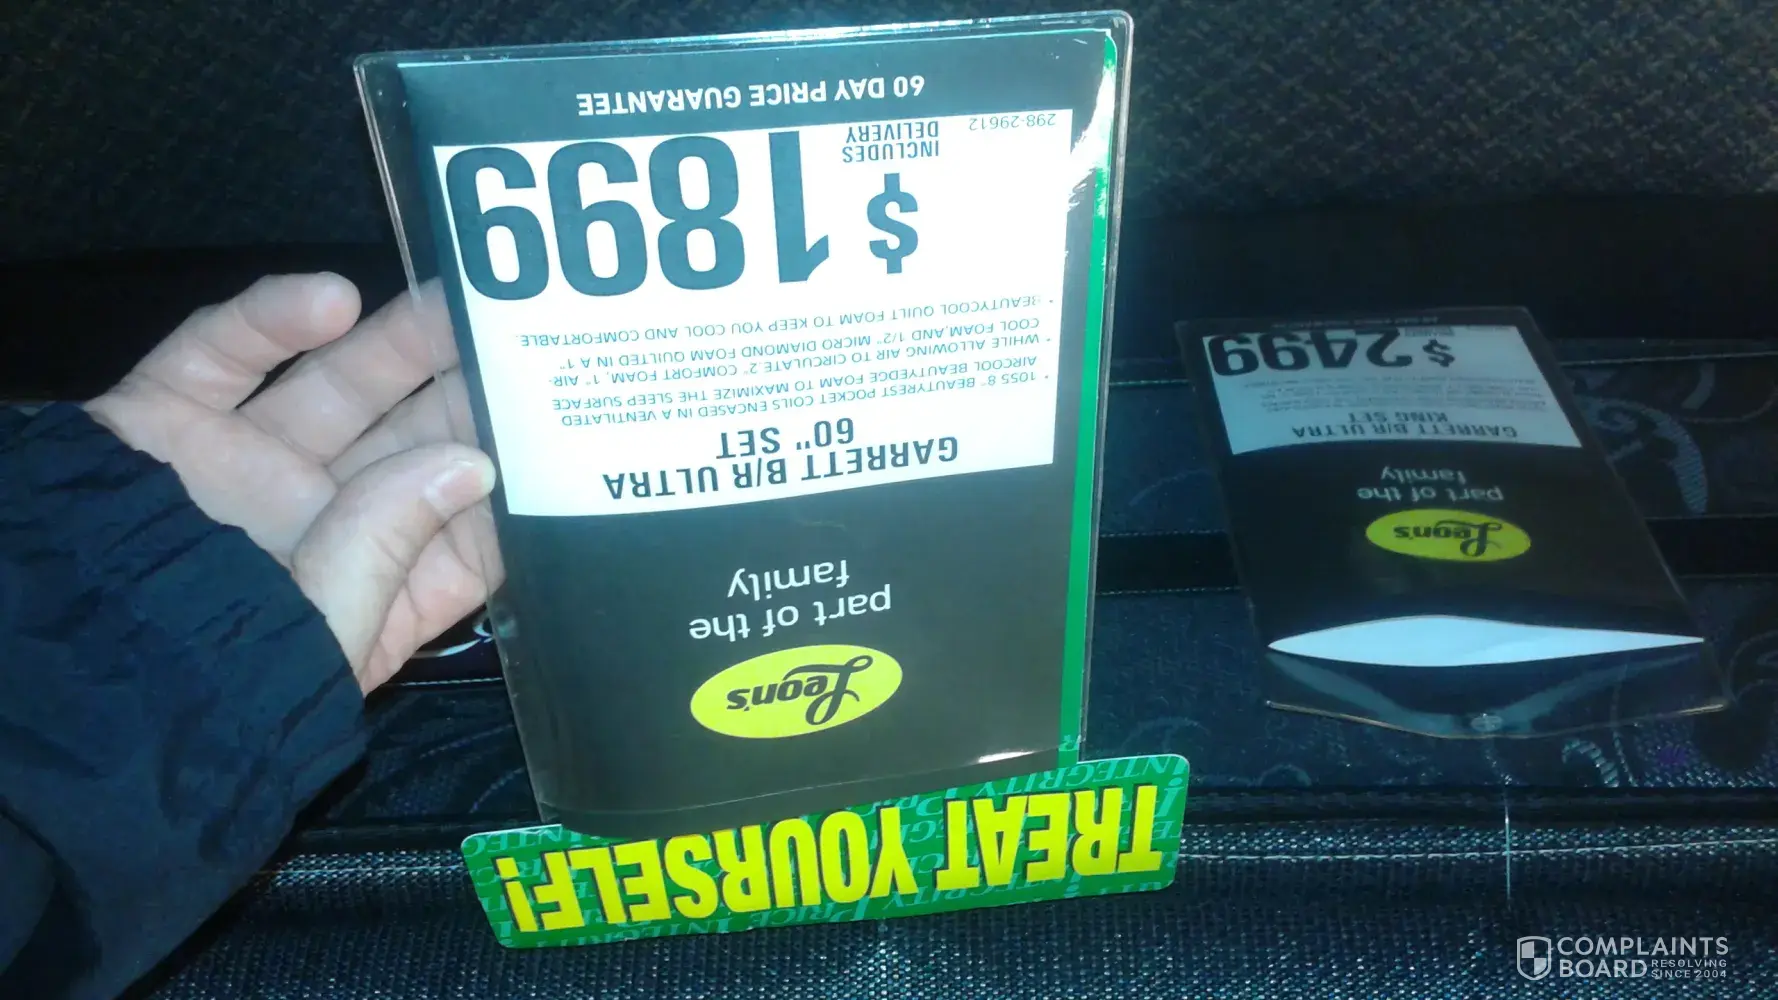 TREAT YOURSELF!
Leon's
part of the
family
GARRETT B/R ULTRA
60" SET
• 1055 8" BEAUTYREST POCKET COILS ENCASED IN A VENTILATED
AIRCOOL BEAUTYEDGE FOAM TO MAXIMIZE THE SLEEP SURFACE
WHILE ALLOWING AIR TO CIRCULATE.
• 2" COMFORT FOAM, 1" AIR-
COOL FOAM,AND 1/2" MICRO DIAMOND FOAM QUILTED IN A 1"
• BEAUTYCOOL QUILT FOAM TO KEEP YOU COOL AND COMFORTABLE.
$1899
INCLUDES
DELIVERY
298-29612
60 DAY PRICE GUARANTEE
Leon's
part of the
family
GARRETT B/R ULTRA
KING SET
$2499
COMPLAINTS
BOARD RESOLVING
SINCE 2004